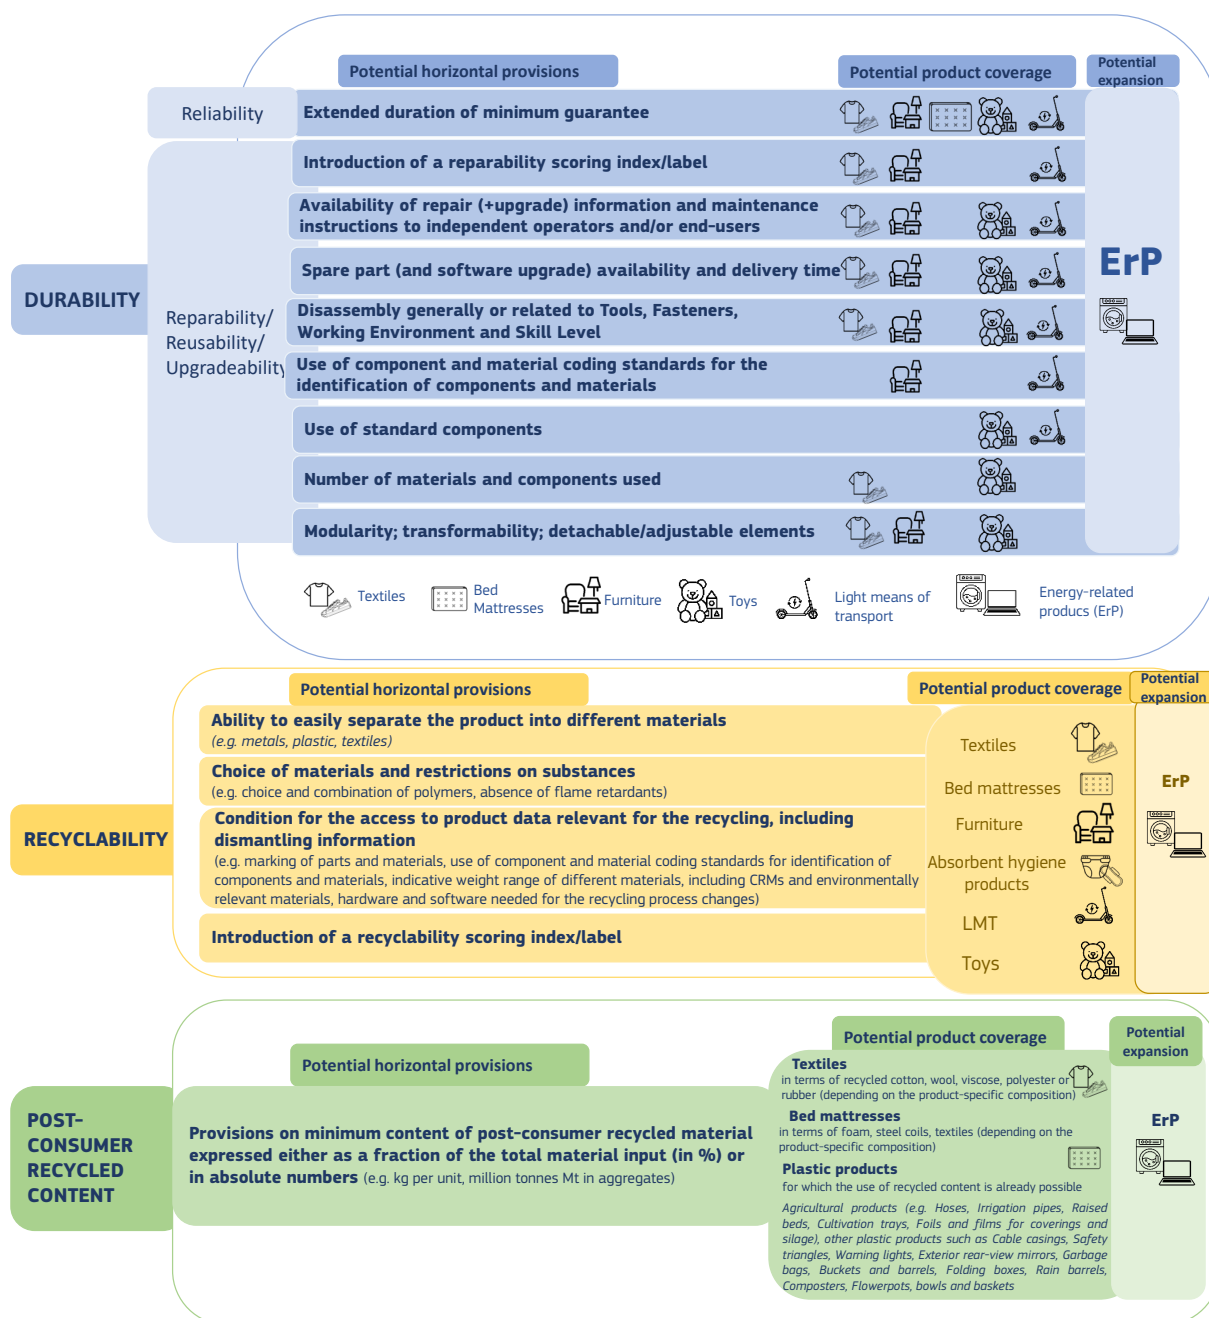 Potential horizontal provisions
Potential product coverage
Potential
expansion
Reliability
Extended duration of minimum guarantee
Introduction of a reparability scoring index/label
Availability of repair (+upgrade) information and maintenance
instructions to independent operators and/or end-users
ErP
Spare part (and software upgrade) availability and delivery time
DURABILITY
Reparability/
Reusability/
Upgradeability
Disassembly generally or related to Tools, Fasteners,
Working Environment and Skill Level
Use of component and material coding standards for the
identification of components and materials
Use of standard components
Number of materials and components used
Modularity; transformability; detachable/adjustable elements
Textiles
Bed
Mattresses
Furniture
Toys
Light means of
transport
Energy-related
producs (ErP)
Potential horizontal provisions
Potential product coverage
Potential
expansion
Ability to easily separate the product into different materials
(e.g. metals, plastic, textiles)
Choice of materials and restrictions on substances
(e.g. choice and combination of polymers, absence of flame retardants)
RECYCLABILITY
Condition for the access to product data relevant for the recycling, including
dismantling information
(e.g. marking of parts and materials, use of component and material coding standards for identification of
components and materials, indicative weight range of different materials, including CRMs and environmentally
relevant materials, hardware and software needed for the recycling process changes)
Introduction of a recyclability scoring index/label
Textiles
Bed mattresses
Furniture
Absorbent hygiene
products
LMT
Toys
ErP
Potential horizontal provisions
Potential product coverage
Potential
expansion
POST-
CONSUMER
RECYCLED
CONTENT
Provisions on minimum content of post-consumer recycled material
expressed either as a fraction of the total material input (in %) or
in absolute numbers (e.g. kg per unit, million tonnes Mt in aggregates)
Textiles
in terms of recycled cotton, wool, viscose, polyester or
rubber (depending on the product-specific composition)
Bed mattresses
in terms of foam, steel coils, textiles (depending on the
product-specific composition)
Plastic products
for which the use of recycled content is already possible
Agricultural products (e.g. Hoses, Irrigation pipes, Raised
beds, Cultivation trays, Foils and films for coverings and
silage), other plastic products such as Cable casings, Safety
triangles, Warning lights, Exterior rear-view mirrors, Garbage
bags, Buckets and barrels, Folding boxes, Rain barrels,
Composters, Flowerpots, bowls and baskets
ErP